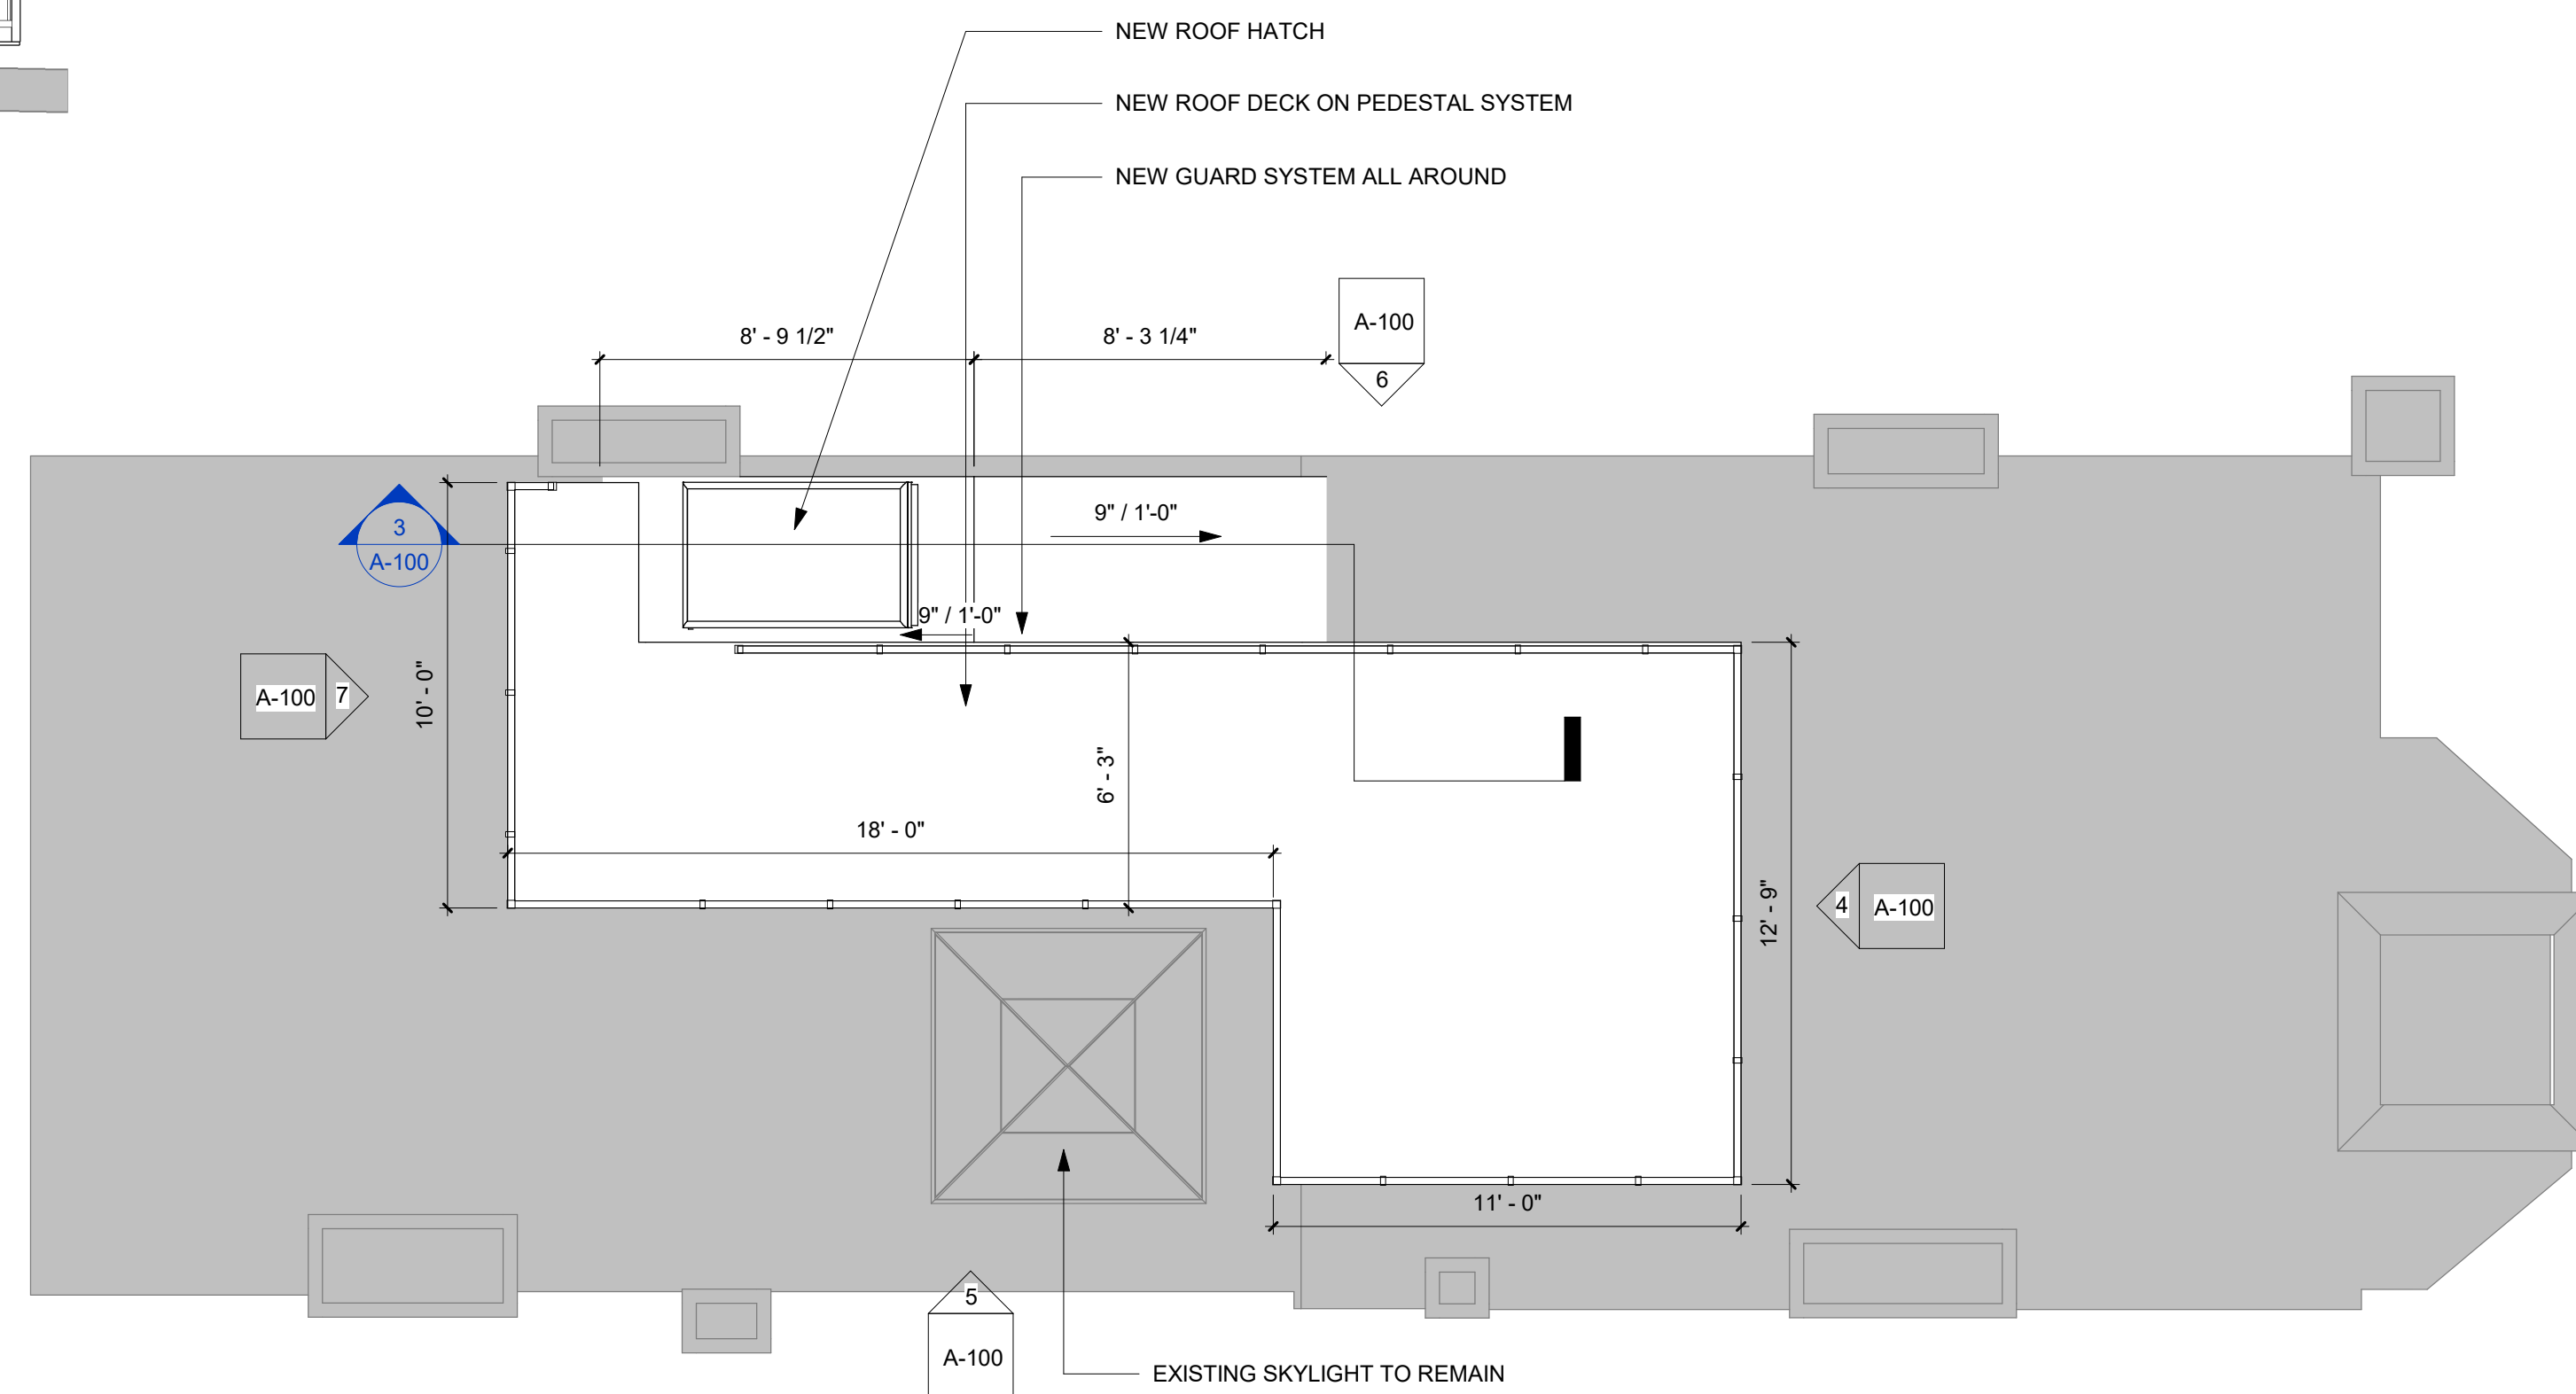 NEW ROOF HATCH
NEW ROOF DECK ON PEDESTAL SYSTEM
NEW GUARD SYSTEM ALL AROUND
8' - 9 1/2"
8' - 3 1/4"
A-100
6
9" / 1'-0"
3
A-100
9" / 1'-0"
A-100
7
10' - 0"
6' - 3"
18' - 0"
12' - 9"
4
A-100
11' - 0"
5
A-100
EXISTING SKYLIGHT TO REMAIN